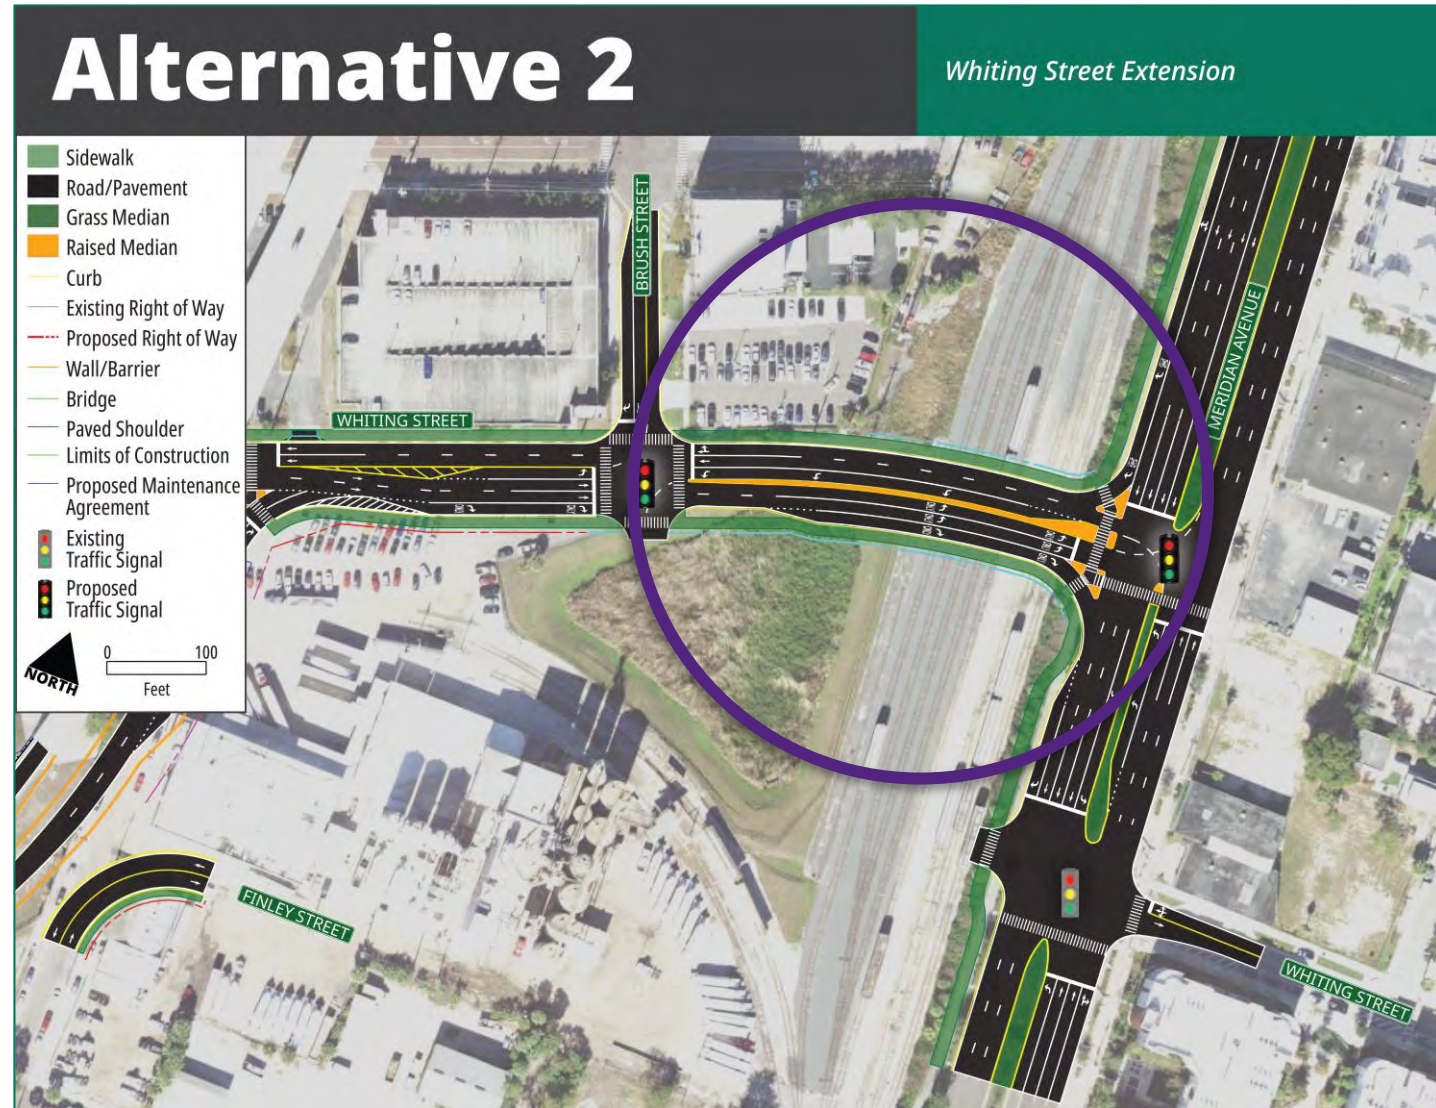 Alternative 2
Whiting Street Extension
Sidewalk
Road/Pavement
Grass Median
Raised Median
Curb
Existing Right of Way
Proposed Right of Way
Wall/Barrier
Bridge
Paved Shoulder
Limits of Construction
Proposed Maintenance
Agreement
Existing
Traffic Signal
Proposed
Traffic Signal
NORTH
0 100
Feet
BRUSH STREET
WHITING STREET
MERIDIAN AVENUE
FINLEY STREET
WHITING STREET